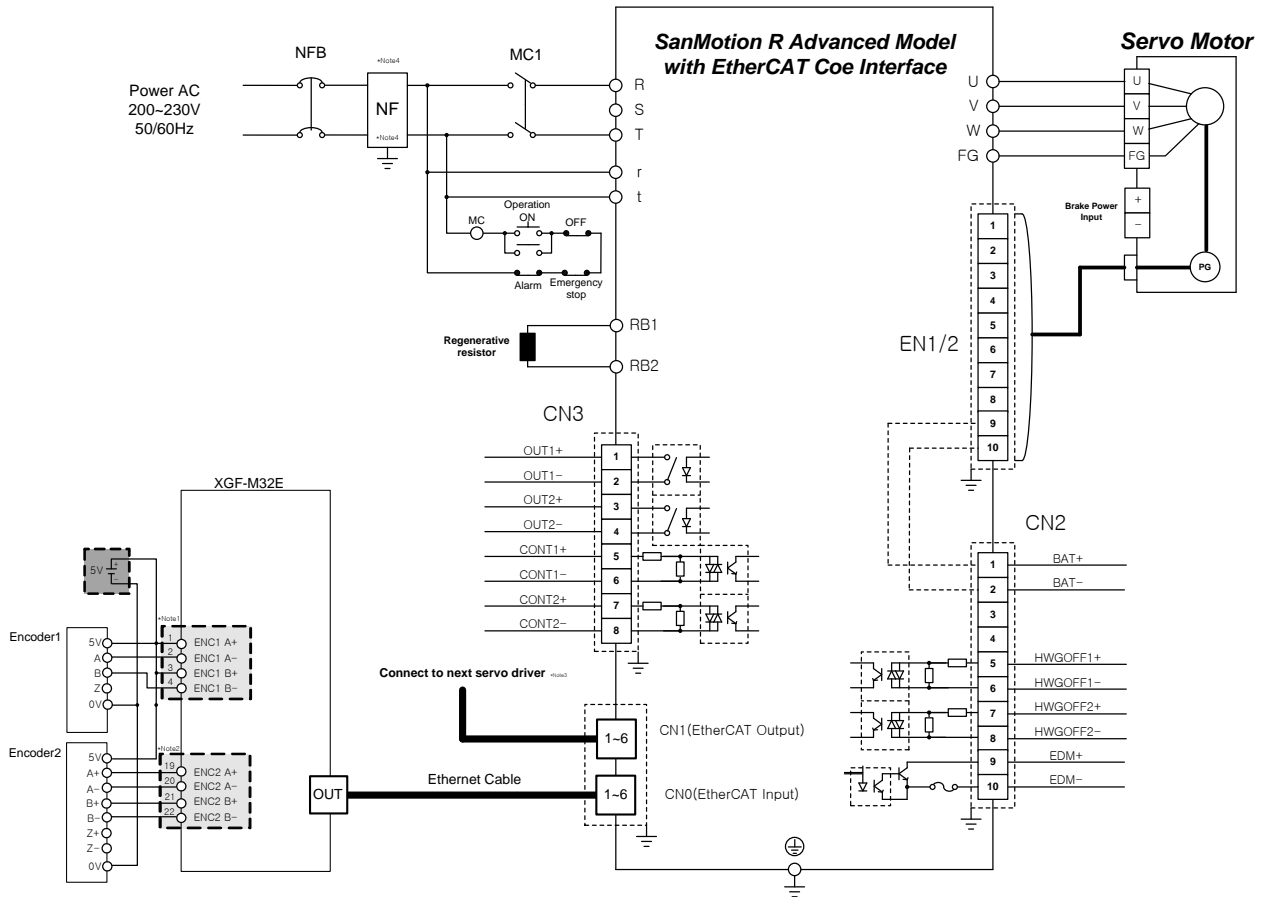 SanMotion R Advanced Model
with EtherCAT Coe Interface
Servo Motor
NFB
*Note4
NF
*Note4
MC1
Power AC
200~230V
50/60Hz
R
S
T
r
t
U
V
W
FG
U
V
W
FG
Brake Power
Input
+
−
PG
Operation
ON
OFF
MC
Alarm
Emergency
stop
RB1
RB2
Regenerative
resistor
EN1/2
1
2
3
4
5
6
7
8
9
10
CN3
OUT1+
OUT1-
OUT2+
OUT2-
CONT1+
CONT1-
CONT2+
CONT2-
1
2
3
4
5
6
7
8
CN2
1
2
3
4
5
6
7
8
9
10
BAT+
BAT-
HWGOFF1+
HWGOFF1-
HWGOFF2+
HWGOFF2-
EDM+
EDM-
XGF-M32E
5V
+
-
Encoder1
5V
A
B
Z
0V
*Note1
1 ENC1 A+
2 ENC1 A-
3 ENC1 B+
4 ENC1 B-
Encoder2
5V
A+
A-
B+
B-
Z+
Z-
0V
*Note2
19 ENC2 A+
20 ENC2 A-
21 ENC2 B+
22 ENC2 B-
OUT
Ethernet Cable
Connect to next servo driver *Note3
1~6
CN1(EtherCAT Output)
1~6
CN0(EtherCAT Input)